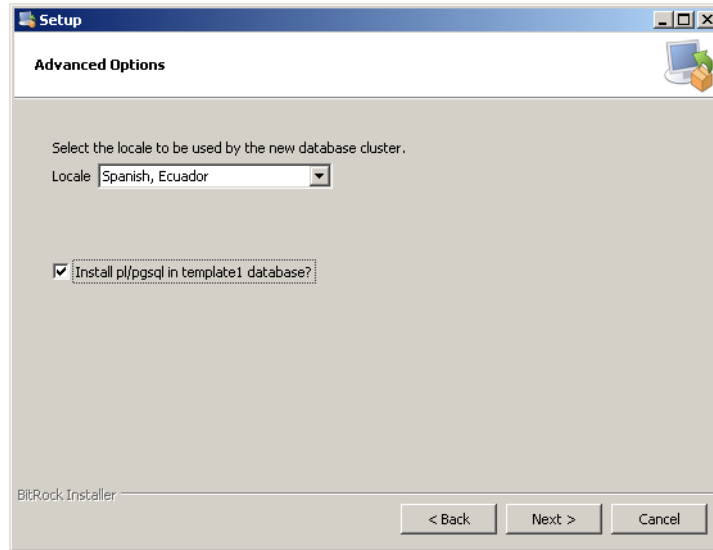 Setup
Advanced Options
Select the locale to be used by the new database cluster.
Locale Spanish, Ecuador
Install pl/pgsql in template1 database?
BitRock Installer
< Back Next > Cancel